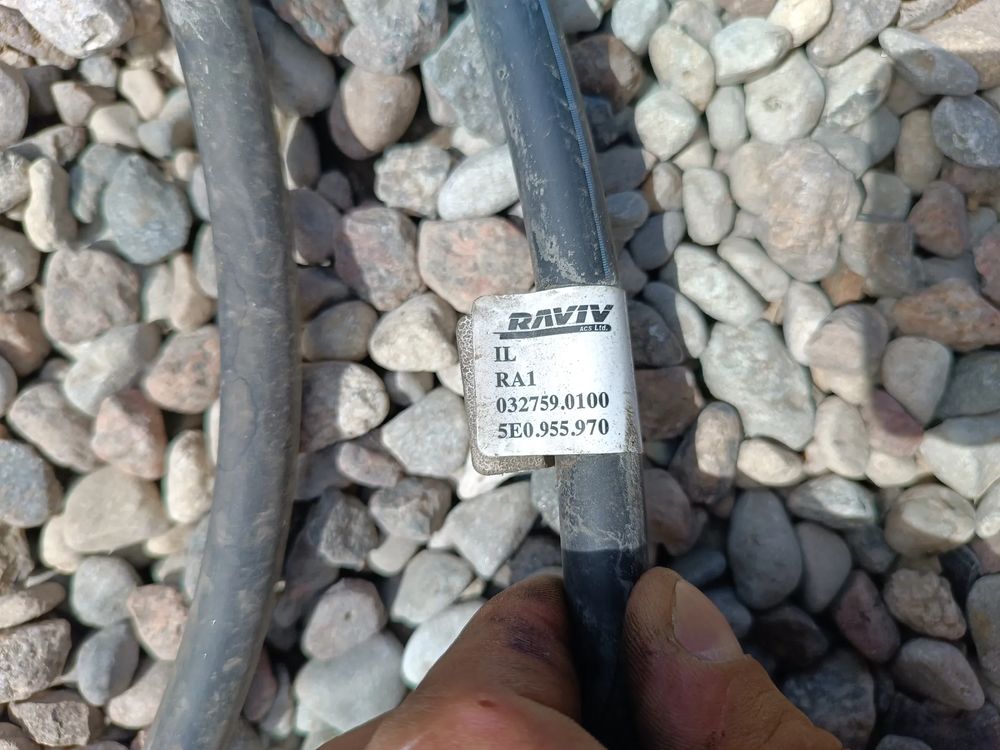 RAVIV
ACS Ltd.
IL
RA1
032759.0100
5E0.955.970